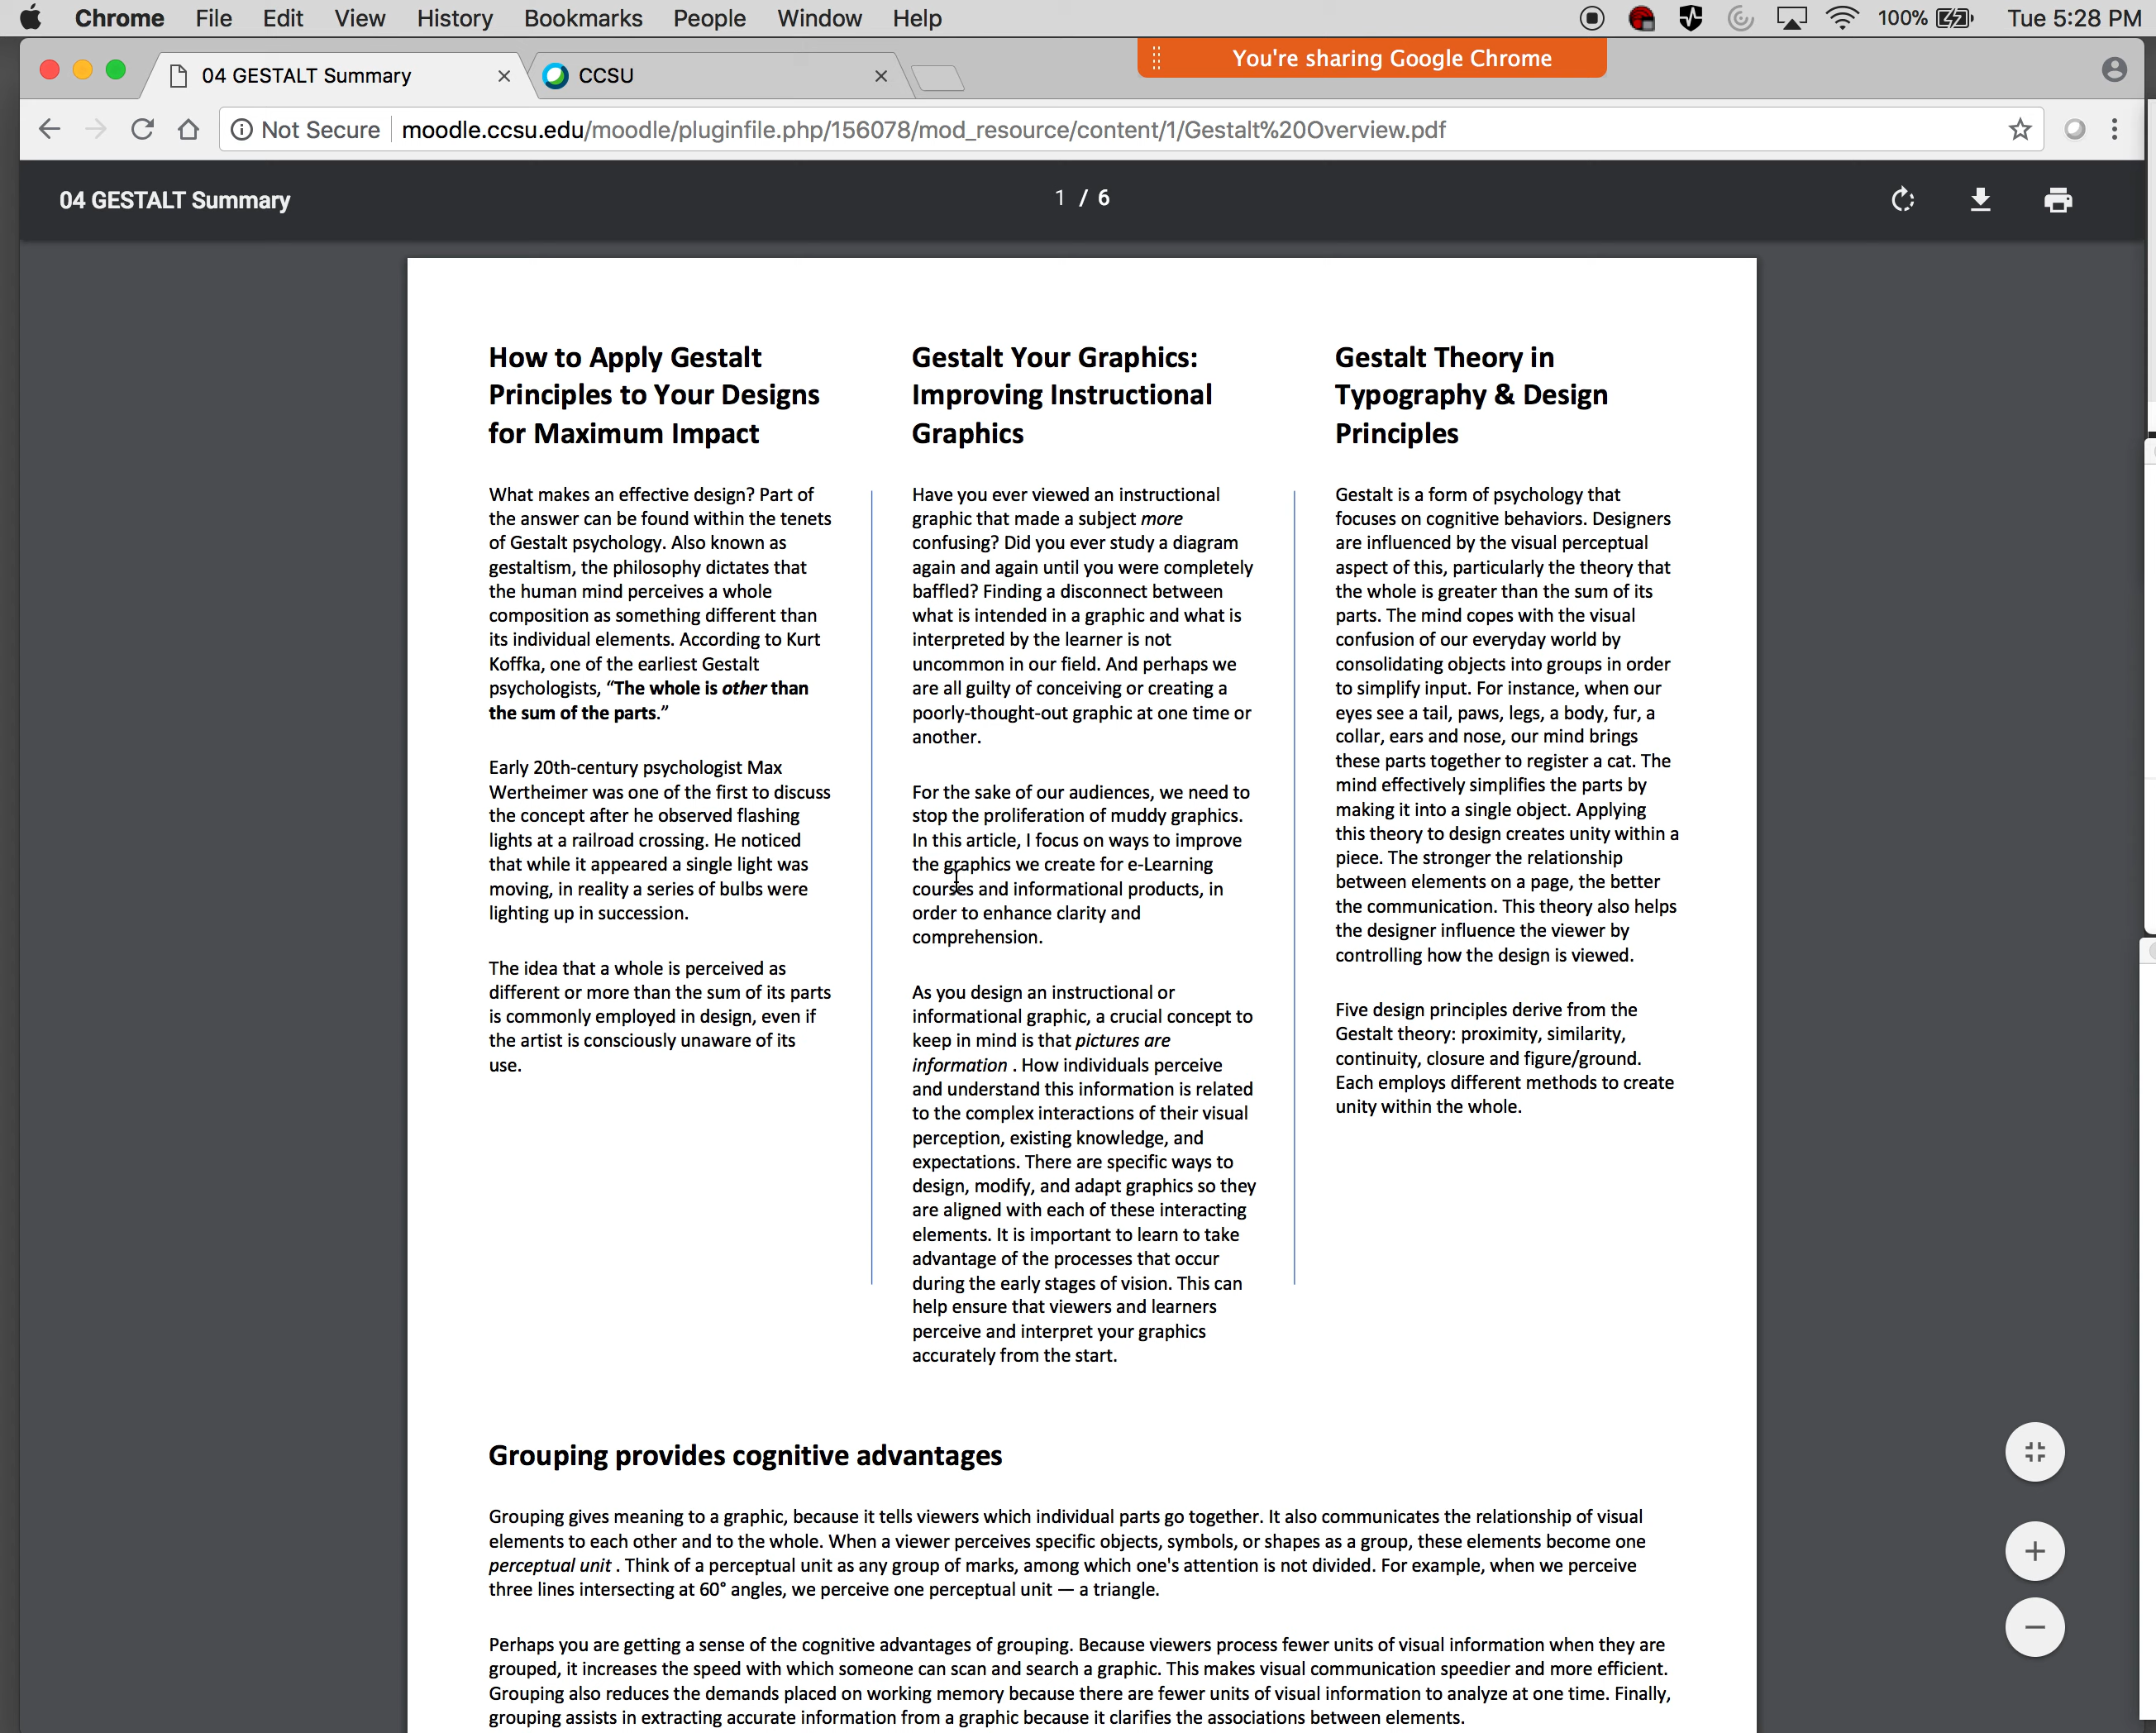 Chrome File Edit View History Bookmarks People Window Help 100% Tue 5:28 PM
You're sharing Google Chrome
04 GESTALT Summary CCSU
Not Secure moodle.ccsu.edu/moodle/pluginfile.php/156078/mod_resource/content/1/Gestalt%20Overview.pdf
04 GESTALT Summary 1 / 6
How to Apply Gestalt
Principles to Your Designs
for Maximum Impact
What makes an effective design? Part of
the answer can be found within the tenets
of Gestalt psychology. Also known as
gestaltism, the philosophy dictates that
the human mind perceives a whole
composition as something different than
its individual elements. According to Kurt
Koffka, one of the earliest Gestalt
psychologists, “The whole is other than
the sum of the parts.”
Early 20th-century psychologist Max
Wertheimer was one of the first to discuss
the concept after he observed flashing
lights at a railroad crossing. He noticed
that while it appeared a single light was
moving, in reality a series of bulbs were
lighting up in succession.
The idea that a whole is perceived as
different or more than the sum of its parts
is commonly employed in design, even if
the artist is consciously unaware of its
use.
Gestalt Your Graphics:
Improving Instructional
Graphics
Have you ever viewed an instructional
graphic that made a subject more
confusing? Did you ever study a diagram
again and again until you were completely
baffled? Finding a disconnect between
what is intended in a graphic and what is
interpreted by the learner is not
uncommon in our field. And perhaps we
are all guilty of conceiving or creating a
poorly-thought-out graphic at one time or
another.
For the sake of our audiences, we need to
stop the proliferation of muddy graphics.
In this article, I focus on ways to improve
the graphics we create for e-Learning
courses and informational products, in
order to enhance clarity and
comprehension.
As you design an instructional or
informational graphic, a crucial concept to
keep in mind is that pictures are
information . How individuals perceive
and understand this information is related
to the complex interactions of their visual
perception, existing knowledge, and
expectations. There are specific ways to
design, modify, and adapt graphics so they
are aligned with each of these interacting
elements. It is important to learn to take
advantage of the processes that occur
during the early stages of vision. This can
help ensure that viewers and learners
perceive and interpret your graphics
accurately from the start.
Gestalt Theory in
Typography & Design
Principles
Gestalt is a form of psychology that
focuses on cognitive behaviors. Designers
are influenced by the visual perceptual
aspect of this, particularly the theory that
the whole is greater than the sum of its
parts. The mind copes with the visual
confusion of our everyday world by
consolidating objects into groups in order
to simplify input. For instance, when our
eyes see a tail, paws, legs, a body, fur, a
collar, ears and nose, our mind brings
these parts together to register a cat. The
mind effectively simplifies the parts by
making it into a single object. Applying
this theory to design creates unity within a
piece. The stronger the relationship
between elements on a page, the better
the communication. This theory also helps
the designer influence the viewer by
controlling how the design is viewed.
Five design principles derive from the
Gestalt theory: proximity, similarity,
continuity, closure and figure/ground.
Each employs different methods to create
unity within the whole.
Grouping provides cognitive advantages
Grouping gives meaning to a graphic, because it tells viewers which individual parts go together. It also communicates the relationship of visual
elements to each other and to the whole. When a viewer perceives specific objects, symbols, or shapes as a group, these elements become one
perceptual unit . Think of a perceptual unit as any group of marks, among which one's attention is not divided. For example, when we perceive
three lines intersecting at 60° angles, we perceive one perceptual unit — a triangle.
Perhaps you are getting a sense of the cognitive advantages of grouping. Because viewers process fewer units of visual information when they are
grouped, it increases the speed with which someone can scan and search a graphic. This makes visual communication speedier and more efficient.
Grouping also reduces the demands placed on working memory because there are fewer units of visual information to analyze at one time. Finally,
grouping assists in extracting accurate information from a graphic because it clarifies the associations between elements.